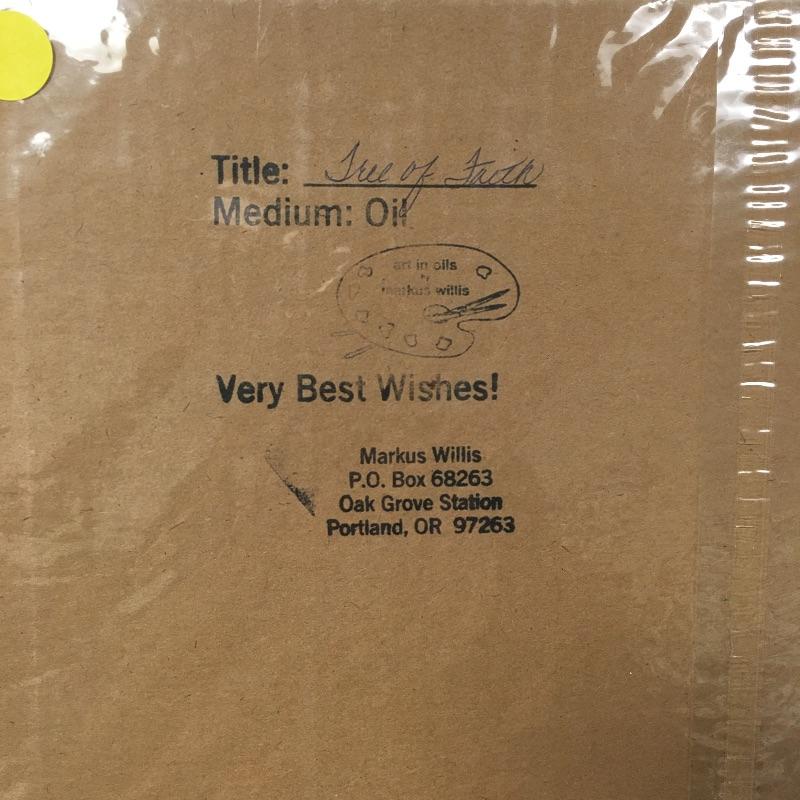 Title: Tree of Faith
Medium: Oil
art in oils
by
markus willis
Very Best Wishes!
Markus Willis
P.O. Box 68263
Oak Grove Station
Portland, OR 97263